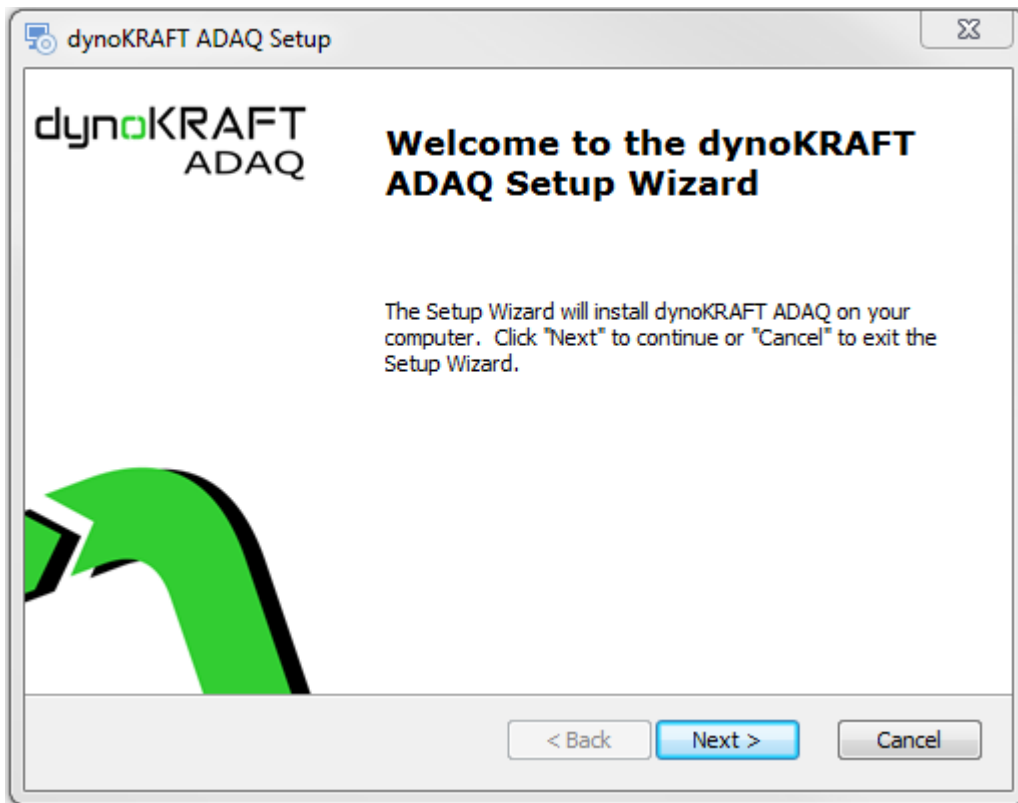 dynoKRAFT ADAQ Setup
dynoKRAFT
ADAQ
Welcome to the dynoKRAFT
ADAQ Setup Wizard
The Setup Wizard will install dynoKRAFT ADAQ on your
computer.  Click "Next" to continue or "Cancel" to exit the
Setup Wizard.
< Back
Next >
Cancel